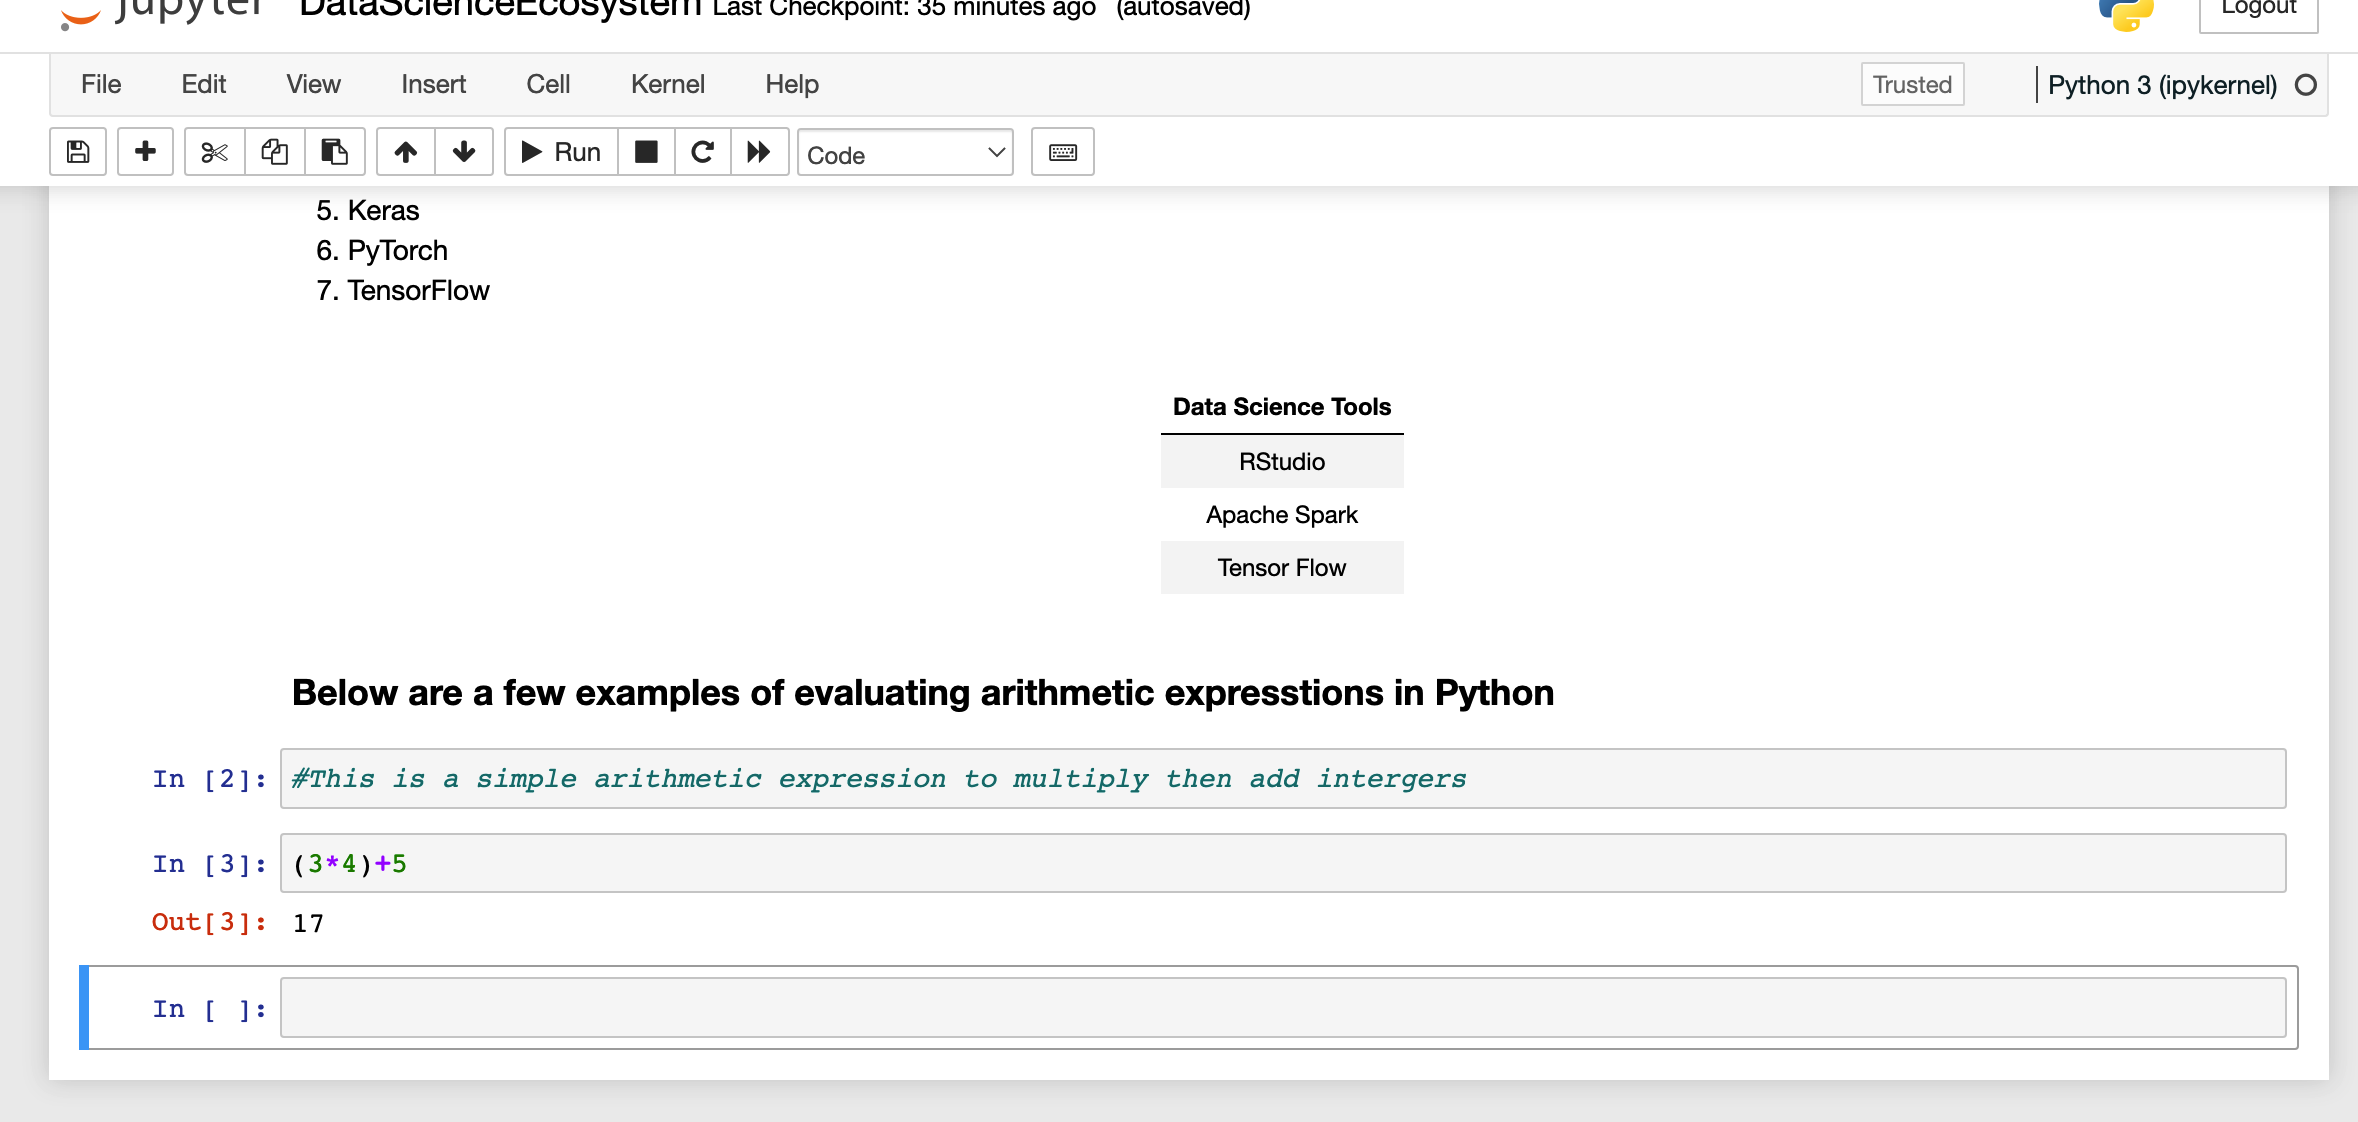 jupyter DataScienceEcosystem Last Checkpoint: 35 minutes ago (autosaved)
Logout
File Edit View Insert Cell Kernel Help
Trusted
Python 3 (ipykernel)
Run
Code
5. Keras
6. PyTorch
7. TensorFlow
Data Science Tools
RStudio
Apache Spark
Tensor Flow
Below are a few examples of evaluating arithmetic expresstions in Python
In [2]: #This is a simple arithmetic expression to multiply then add intergers
In [3]: (3*4)+5
Out[3]: 17
In [ ]: